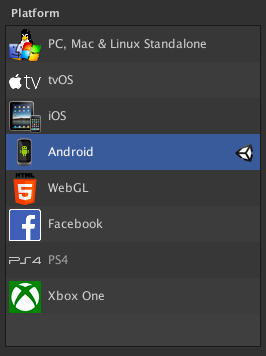 Platform
PC, Mac & Linux Standalone
tv
tvOS
iOS
Android
HTML
5
WebGL
f
Facebook
PS4
PS4
Xbox One